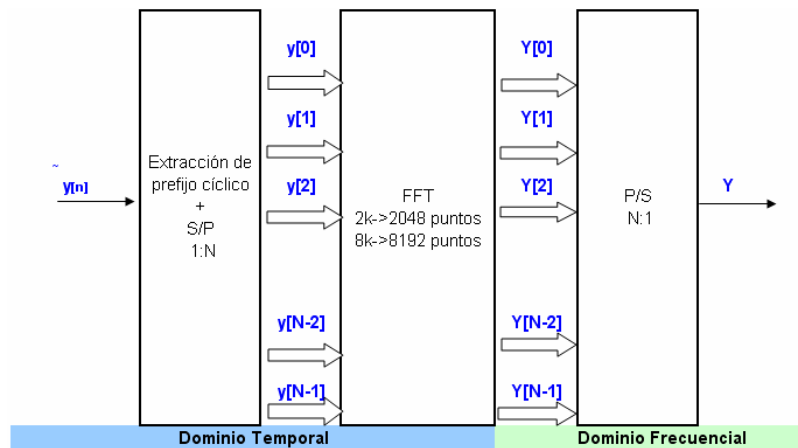 y[0]
Y[0]
y[1]
Y[1]
~
y[n]
Extracción de
prefijo cíclico
+
S/P
1:N
y[2]
FFT
2k->2048 puntos
8k->8192 puntos
Y[2]
P/S
N:1
Y
y[N-2]
Y[N-2]
y[N-1]
Y[N-1]
Dominio Temporal
Dominio Frecuencial